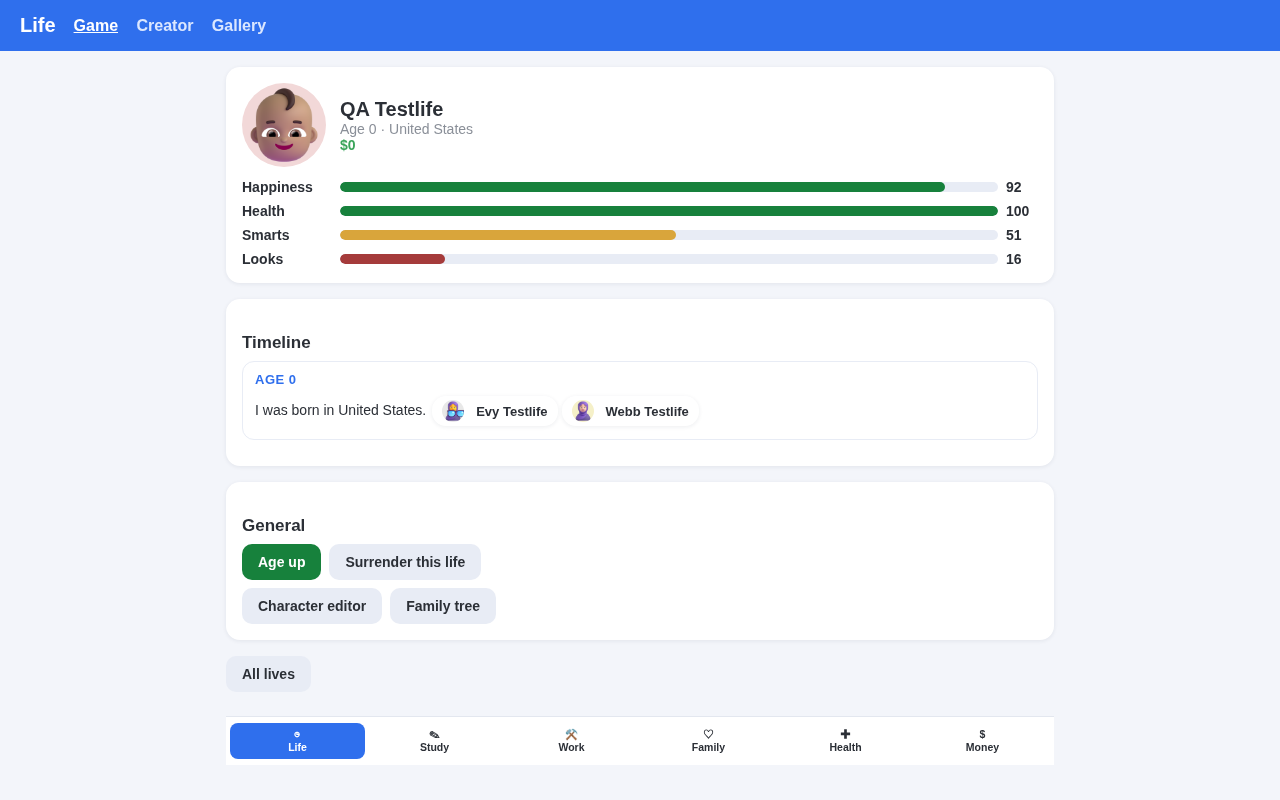 Life Game Creator Gallery
QA Testlife
Age 0 · United States
$0
Happiness 92
Health 100
Smarts 51
Looks 16
Timeline
AGE 0
I was born in United States. Evy Testlife Webb Testlife
General
Age up Surrender this life
Character editor Family tree
All lives
Life Study Work Family Health $ Money